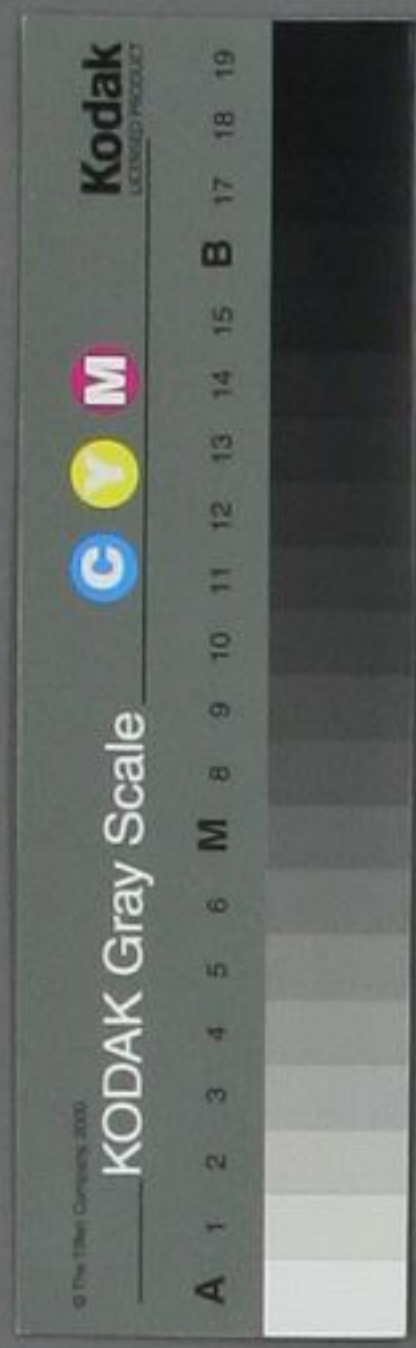 © The Tiffen Company, 2000
KODAK Gray Scale
C Y M
Kodak
LICENSED PRODUCT
A 1 2 3 4 5 6 M 8 9 10 11 12 13 14 15 B 17 18 19